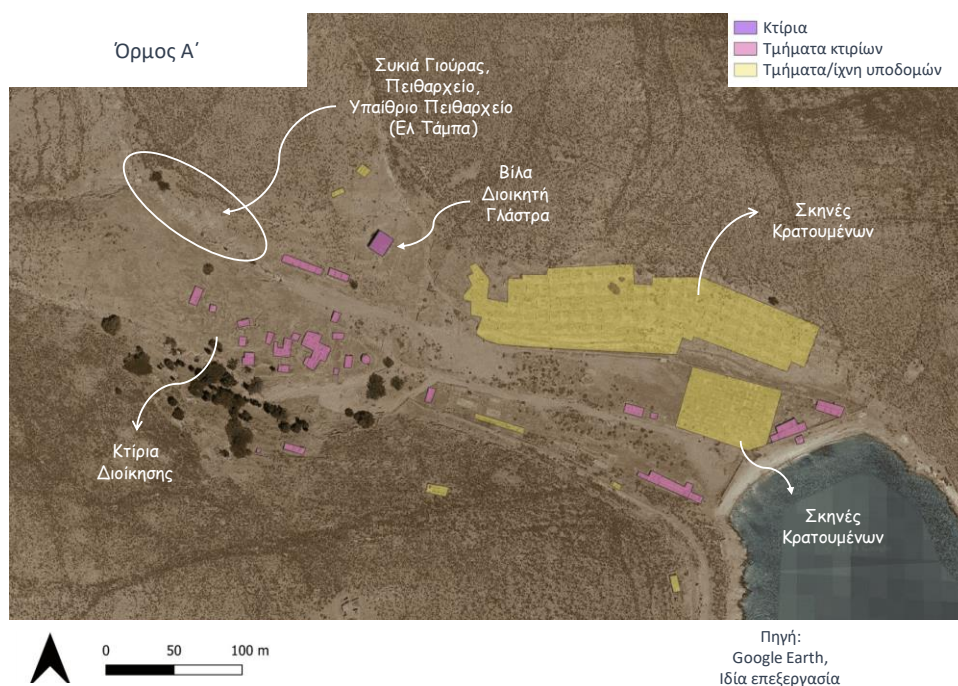 Όρμος Α΄
Κτίρια
Τμήματα κτιρίων
Τμήματα/ίχνη υποδομών
Συκιά Γιούρας,
Πειθαρχείο,
Υπαίθριο Πειθαρχείο
(Ελ Τάμπα)
Βίλα
Διοικητή
Γλάστρα
Σκηνές
Κρατουμένων
Κτίρια
Διοίκησης
Σκηνές
Κρατουμένων
0 50 100 m
Πηγή:
Google Earth,
Ιδία επεξεργασία